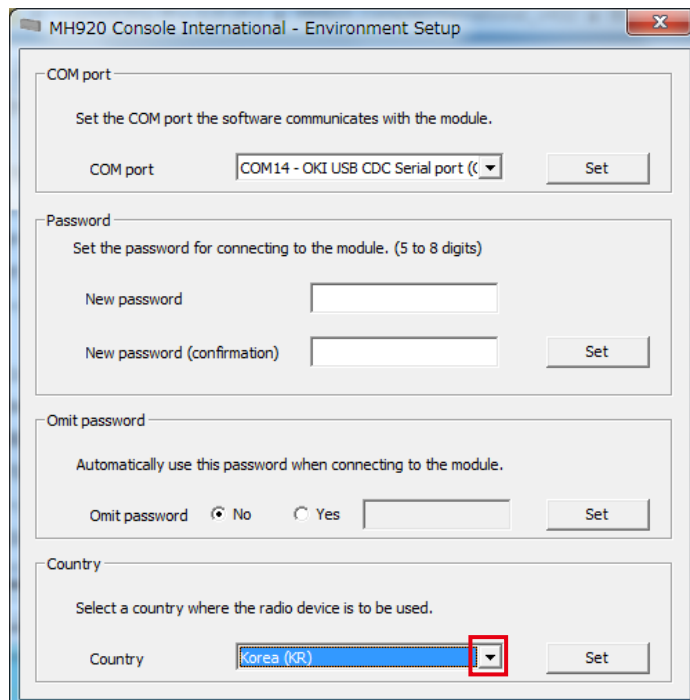 MH920 Console International - Environment Setup
COM port
Set the COM port the software communicates with the module.
COM port COM14 - OKI USB CDC Serial port (C Set
Password
Set the password for connecting to the module. (5 to 8 digits)
New password
New password (confirmation) Set
Omit password
Automatically use this password when connecting to the module.
Omit password No Yes Set
Country
Select a country where the radio device is to be used.
Country Korea (KR) Set